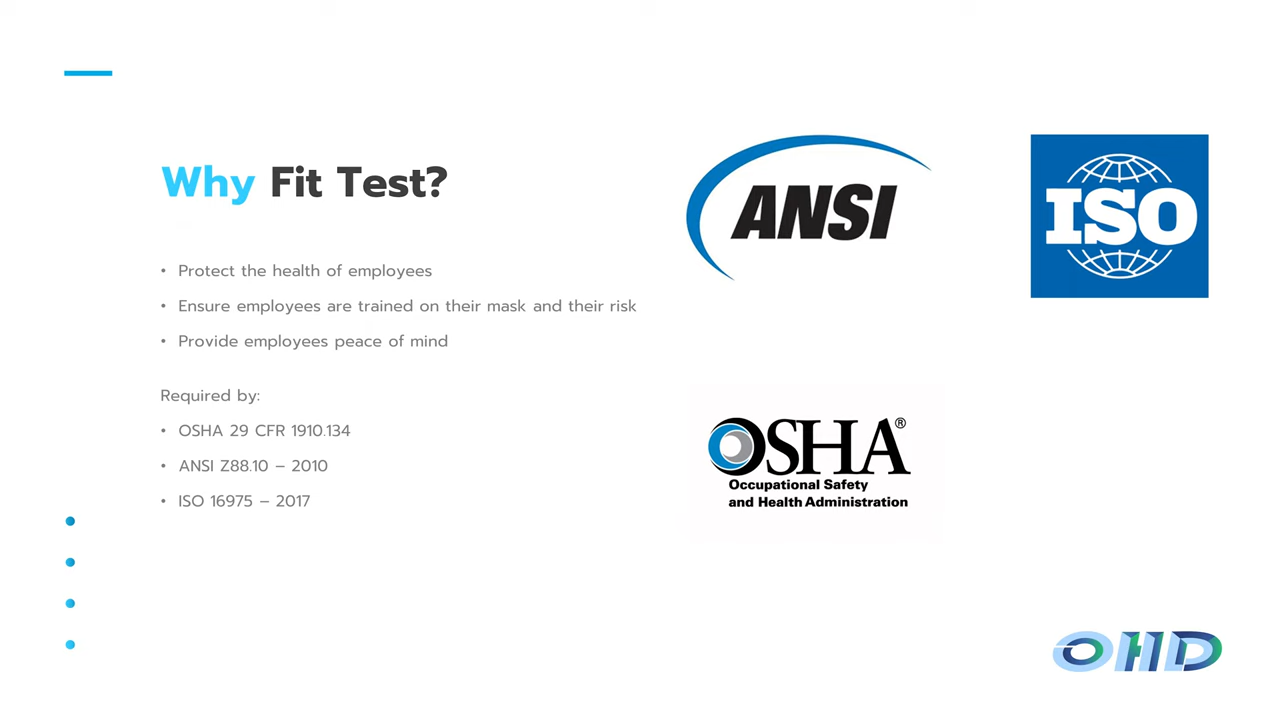 Why Fit Test?
• Protect the health of employees
• Ensure employees are trained on their mask and their risk
• Provide employees peace of mind
Required by:
• OSHA 29 CFR 1910.134
• ANSI Z88.10 – 2010
• ISO 16975 – 2017
ANSI
ISO
OSHA®
Occupational Safety
and Health Administration
OHD